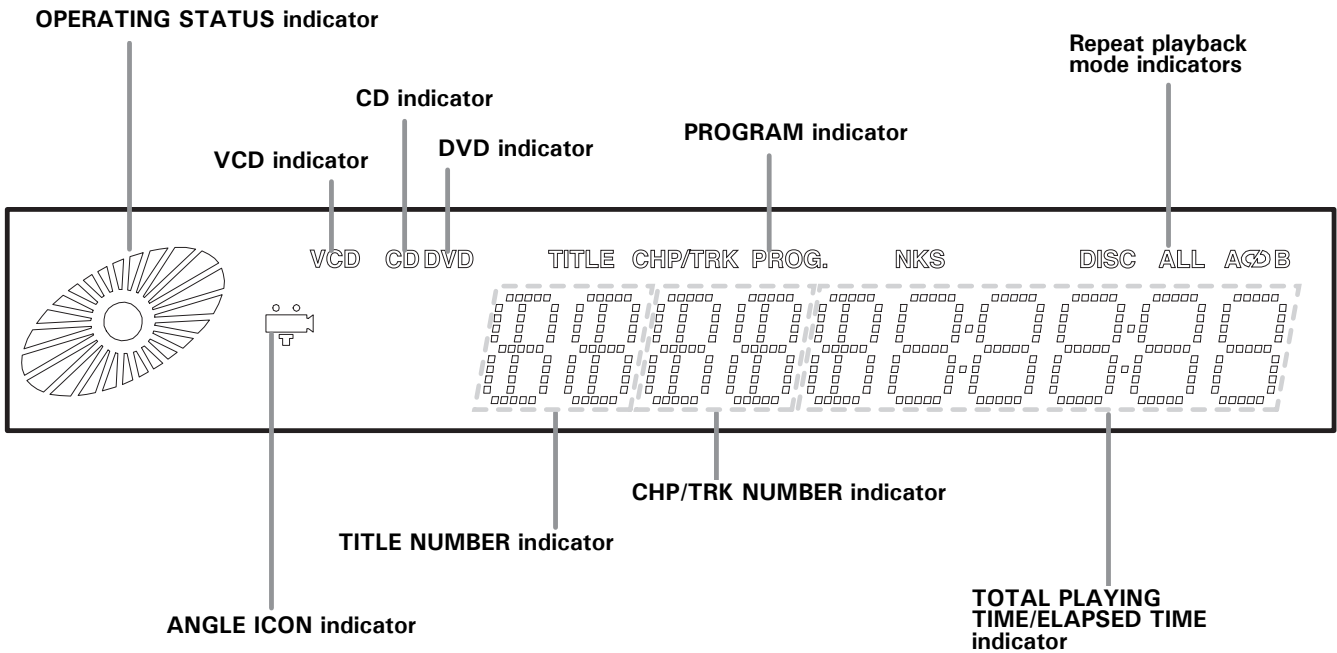 OPERATING STATUS indicator
Repeat playback
mode indicators
CD indicator
PROGRAM indicator
VCD indicator
DVD indicator
VCD CD DVD TITLE CHP/TRK PROG. NKS DISC ALL A B
CHP/TRK NUMBER indicator
TITLE NUMBER indicator
TOTAL PLAYING
TIME/ELAPSED TIME
indicator
ANGLE ICON indicator